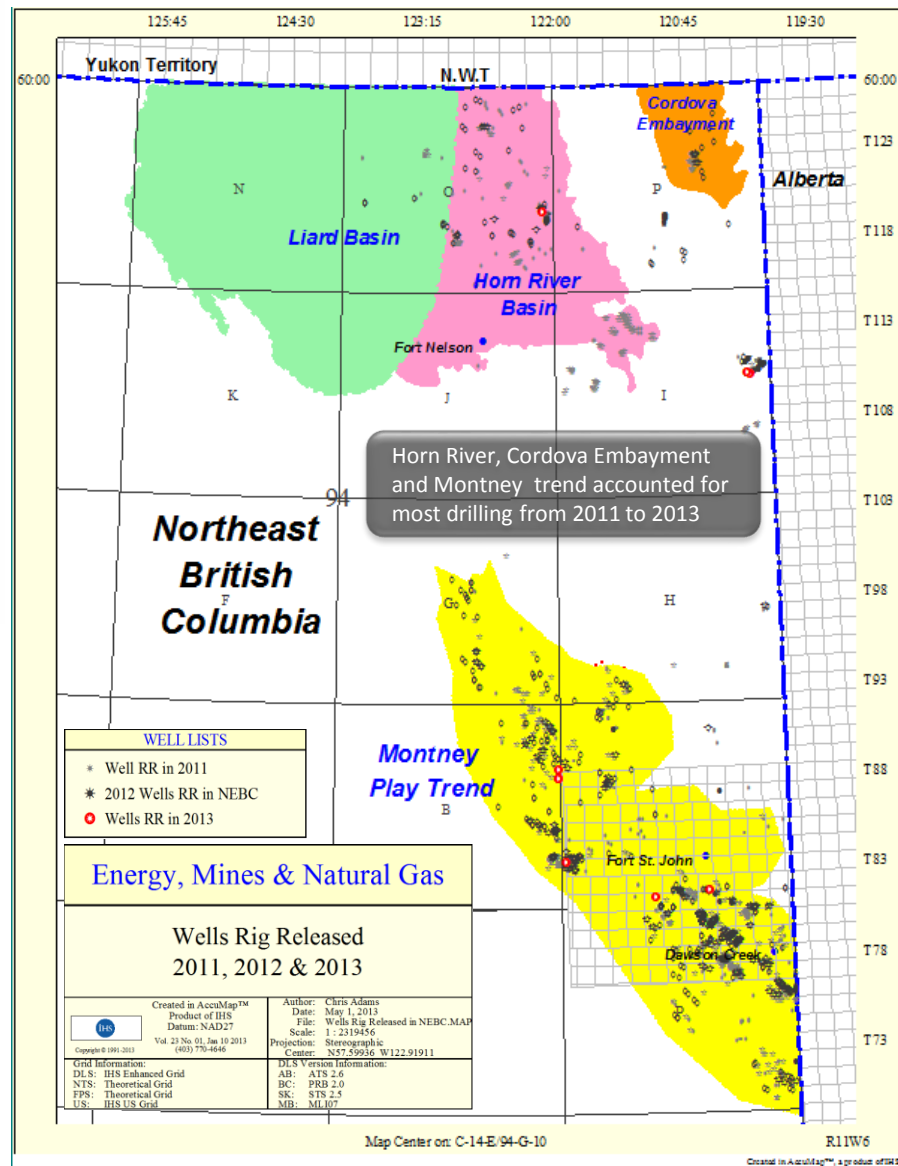 125:45 124:30 123:15 122:00 120:45 119:30
60:00
Yukon Territory
N.W.T
60:00
Cordova
Embayment
T123
Alberta
N
O
P
Liard Basin
T118
Horn River
Basin
T113
Fort Nelson
K
J
I
T108
Horn River, Cordova Embayment
and Montney trend accounted for
most drilling from 2011 to 2013
94
T103
Northeast
British
Columbia
F
G
H
T98
T93
WELL LISTS
Well RR in 2011
2012 Wells RR in NEBC
Wells RR in 2013
Montney
Play Trend
B
T88
Fort St. John
T83
Energy, Mines & Natural Gas
Wells Rig Released
2011, 2012 & 2013
Dawson Creek
T78
T73
IHS
Copyright © 1991-2013
Created in AccuMap™
Product of IHS
Datum: NAD27
Vol. 23 No. 01, Jan 10 2013
(403) 770-4646
Author: Chris Adams
Date: May 1, 2013
File: Wells Rig Released in NEBC.MAP
Scale: 1 : 2319456
Projection: Stereographic
Center: N57.59936 W122.91911
Grid Information:
DLS: IHS Enhanced Grid
NTS: Theoretical Grid
FPS: Theoretical Grid
US: IHS US Grid
DLS Version Information:
AB: ATS 2.6
BC: PRB 2.0
SK: STS 2.5
MB: MLI07
Map Center on: C-14-E/94-G-10
R11W6
Created in AccuMap™, a product of IHS